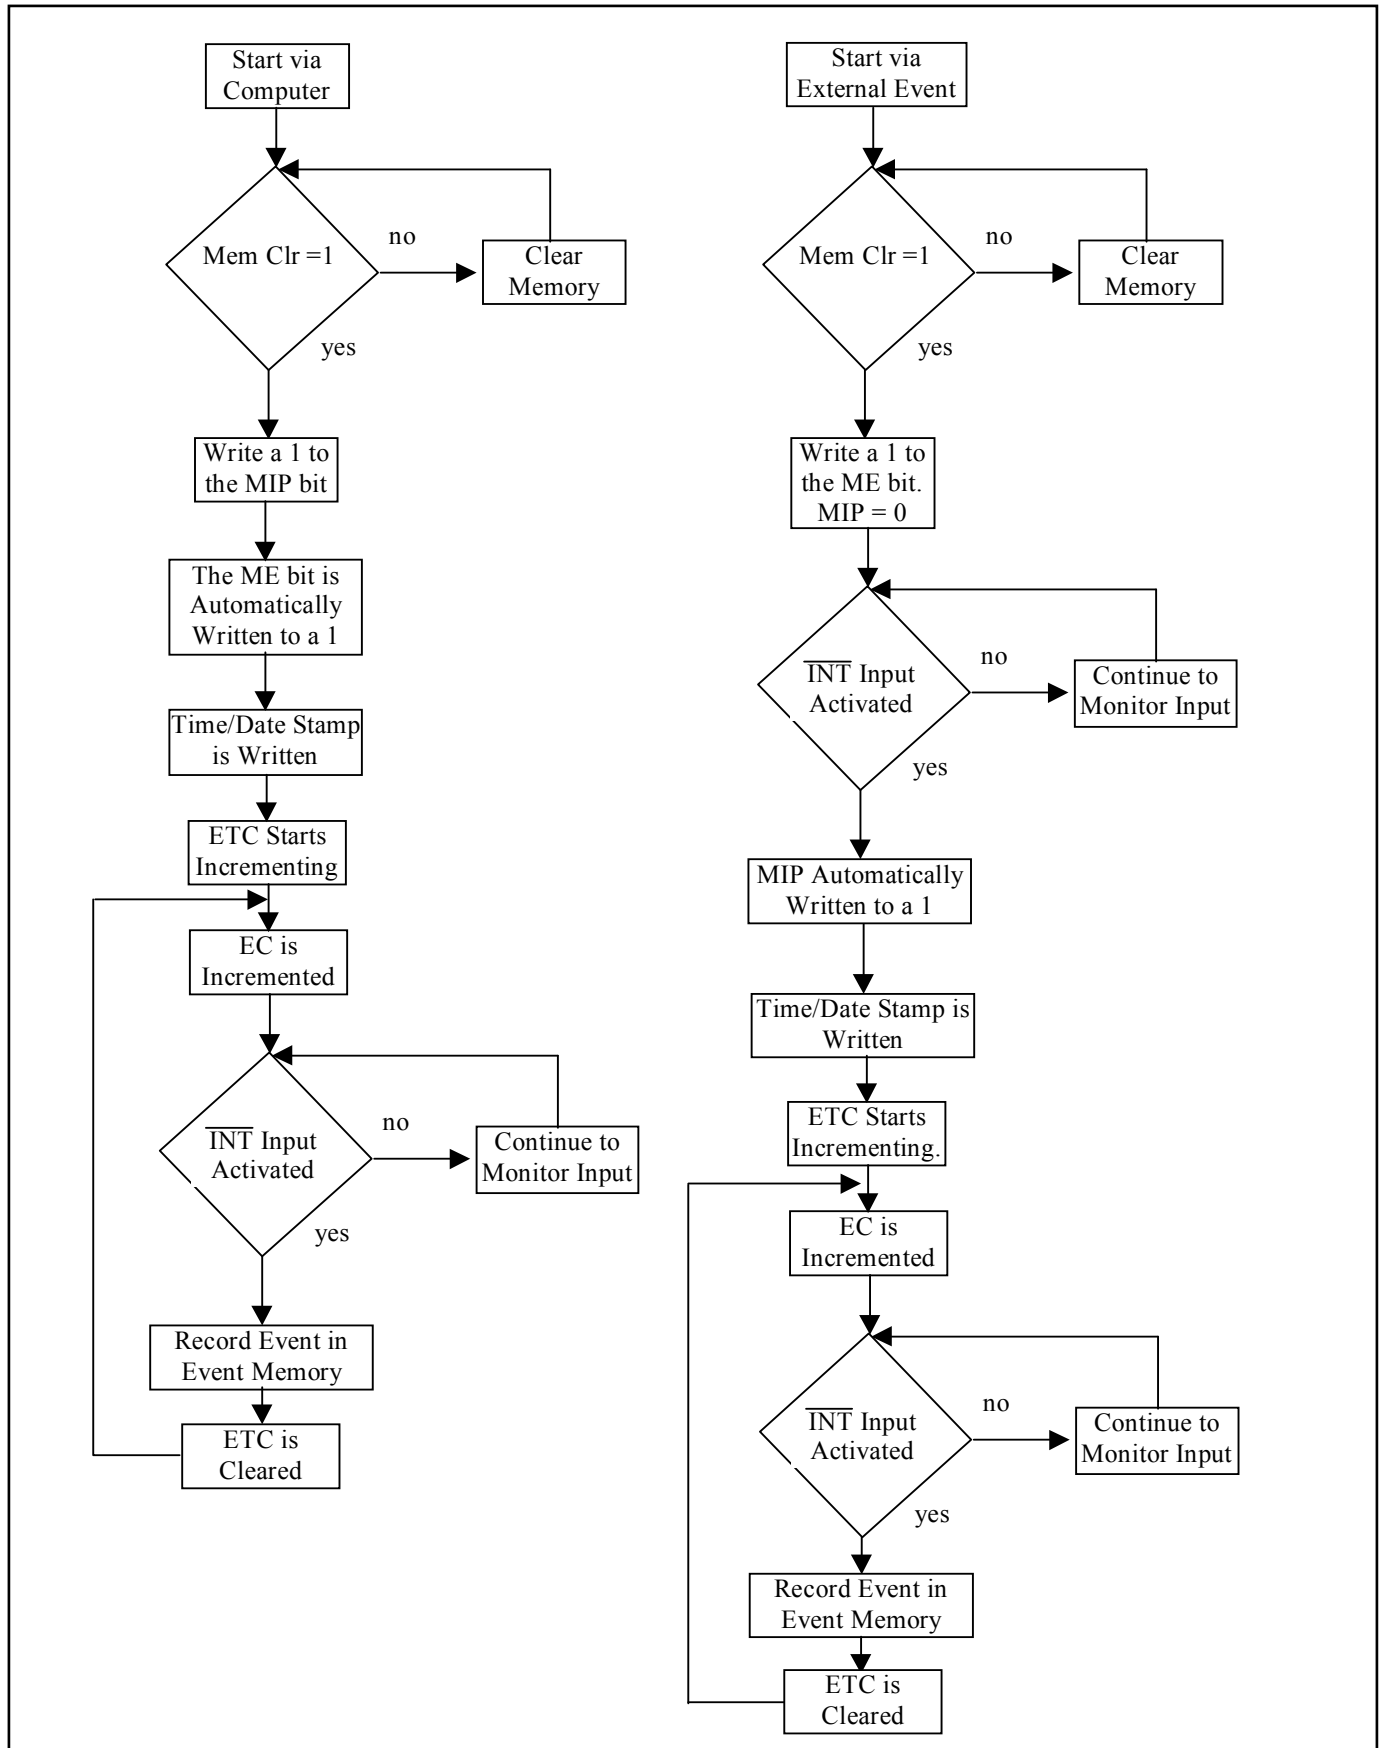 Start via
Computer
Mem Clr =1
no
Clear
Memory
yes
Write a 1 to
the MIP bit
The ME bit is
Automatically
Written to a 1
Time/Date Stamp
is Written
ETC Starts
Incrementing
EC is
Incremented
INT Input
Activated
no
Continue to
Monitor Input
yes
Record Event in
Event Memory
ETC is
Cleared
Start via
External Event
Mem Clr =1
no
Clear
Memory
yes
Write a 1 to
the ME bit.
MIP = 0
INT Input
Activated
no
Continue to
Monitor Input
yes
MIP Automatically
Written to a 1
Time/Date Stamp is
Written
ETC Starts
Incrementing.
EC is
Incremented
INT Input
Activated
no
Continue to
Monitor Input
yes
Record Event in
Event Memory
ETC is
Cleared